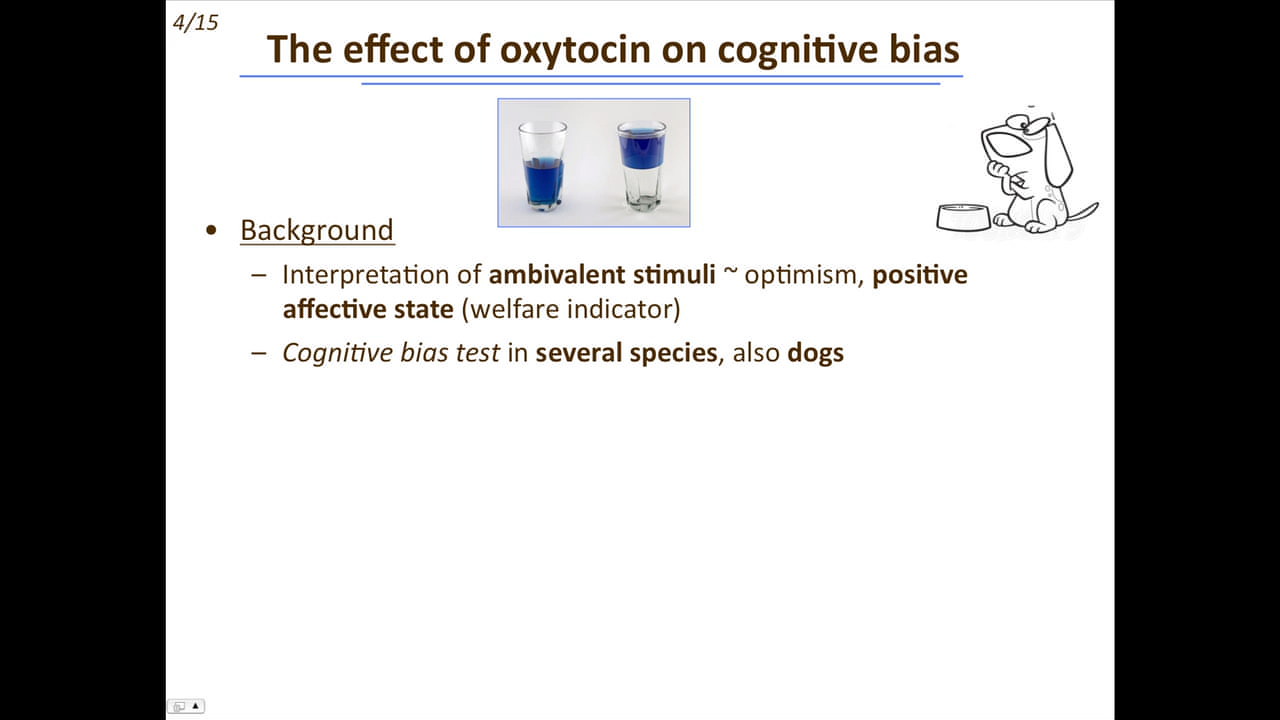 4/15
The effect of oxytocin on cognitive bias
• Background
– Interpretation of ambivalent stimuli ~ optimism, positive
affective state (welfare indicator)
– Cognitive bias test in several species, also dogs